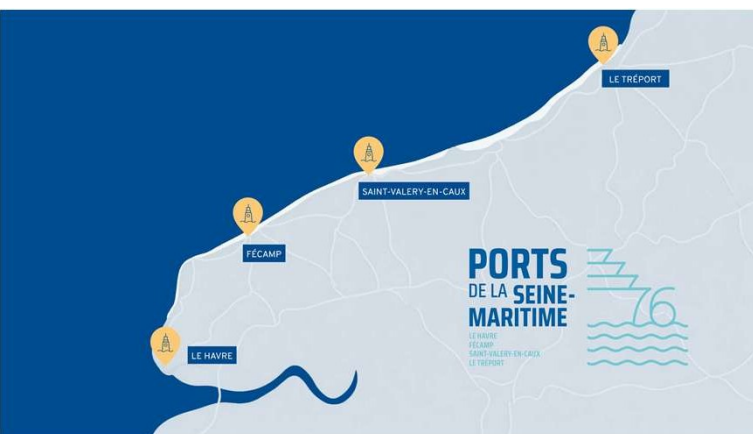 LE TRÉPORT
SAINT-VALERY-EN-CAUX
FÉCAMP
LE HAVRE
PORTS
DE LA SEINE-
MARITIME
76
LE HAVRE
FÉCAMP
SAINT-VALERY-EN-CAUX
LE TRÉPORT